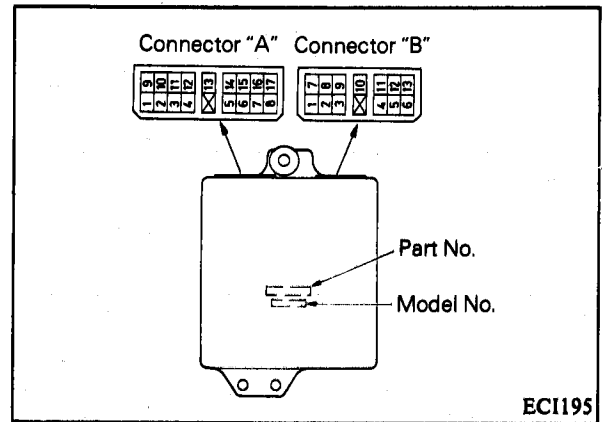 Connector "A" Connector "B"
9 10 11 12 13 14 15 16 17
1 2 3 4 5 6 7 8
7 8 9 10 11 12 13
1 2 3 4 5 6
Part No.
Model No.
ECI195